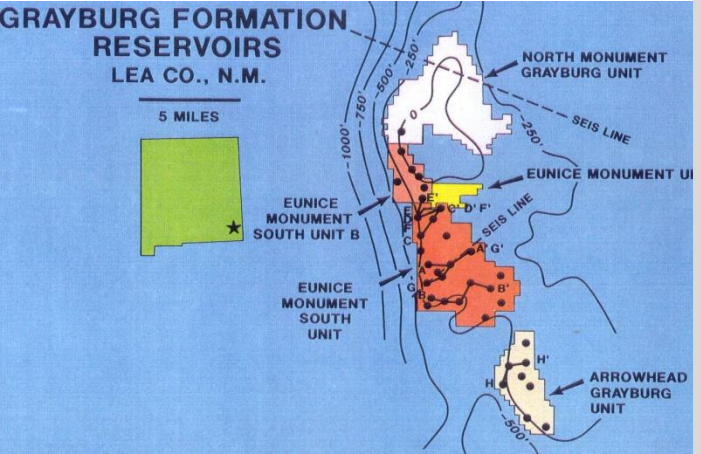 GRAYBURG FORMATION
RESERVOIRS
LEA CO., N.M.
5 MILES
-1000'
-750'
-500'
-250'
0
NORTH MONUMENT
GRAYBURG UNIT
SEIS LINE
-250'
EUNICE MONUMENT U
EUNICE
MONUMENT
SOUTH UNIT B
E'
C' D' F'
E
F
C
SEIS LINE
A' G'
A
G
B
B'
EUNICE
MONUMENT
SOUTH
UNIT
H'
H
ARROWHEAD
GRAYBURG
UNIT
-500'